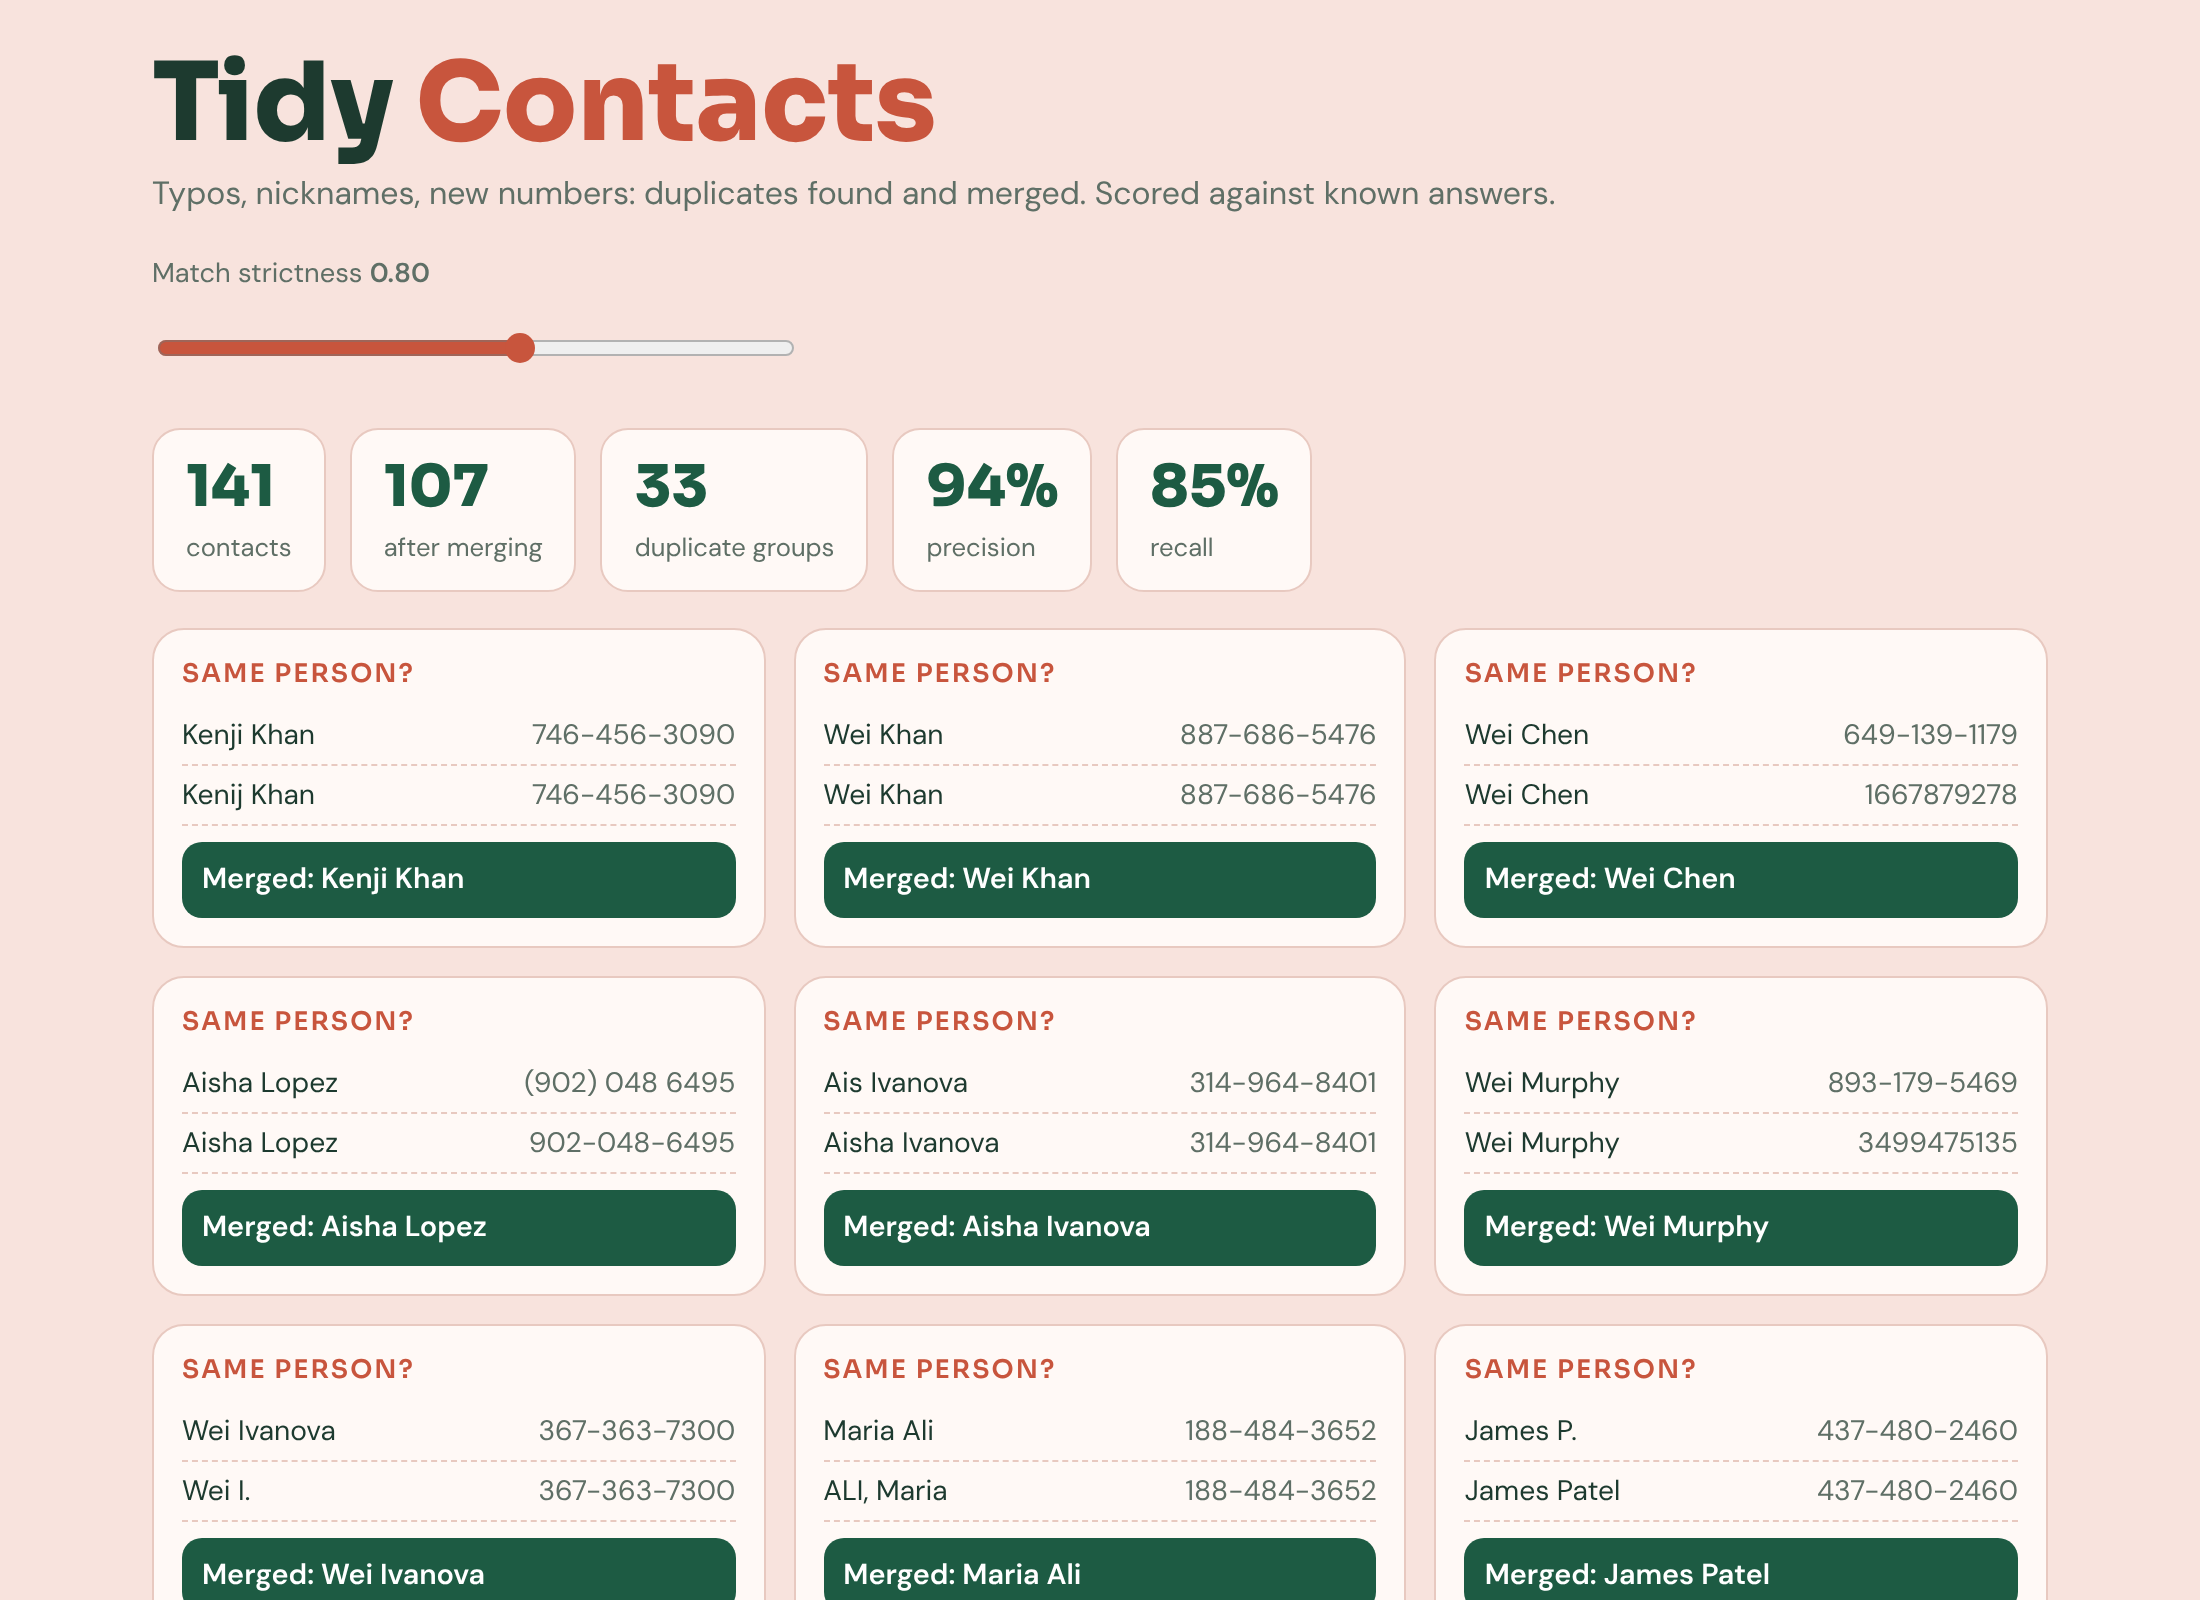 Tidy Contacts
Typos, nicknames, new numbers: duplicates found and merged. Scored against known answers.
Match strictness 0.80
141
contacts
107
after merging
33
duplicate groups
94%
precision
85%
recall
SAME PERSON?
Kenji Khan 746-456-3090
Kenij Khan 746-456-3090
Merged: Kenji Khan
SAME PERSON?
Wei Khan 887-686-5476
Wei Khan 887-686-5476
Merged: Wei Khan
SAME PERSON?
Wei Chen 649-139-1179
Wei Chen 1667879278
Merged: Wei Chen
SAME PERSON?
Aisha Lopez (902) 048 6495
Aisha Lopez 902-048-6495
Merged: Aisha Lopez
SAME PERSON?
Ais Ivanova 314-964-8401
Aisha Ivanova 314-964-8401
Merged: Aisha Ivanova
SAME PERSON?
Wei Murphy 893-179-5469
Wei Murphy 3499475135
Merged: Wei Murphy
SAME PERSON?
Wei Ivanova 367-363-7300
Wei I. 367-363-7300
Merged: Wei Ivanova
SAME PERSON?
Maria Ali 188-484-3652
ALI, Maria 188-484-3652
Merged: Maria Ali
SAME PERSON?
James P. 437-480-2460
James Patel 437-480-2460
Merged: James Patel